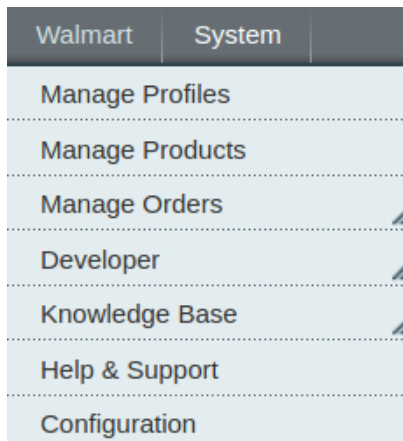 Walmart System
Manage Profiles
Manage Products
Manage Orders
Developer
Knowledge Base
Help & Support
Configuration